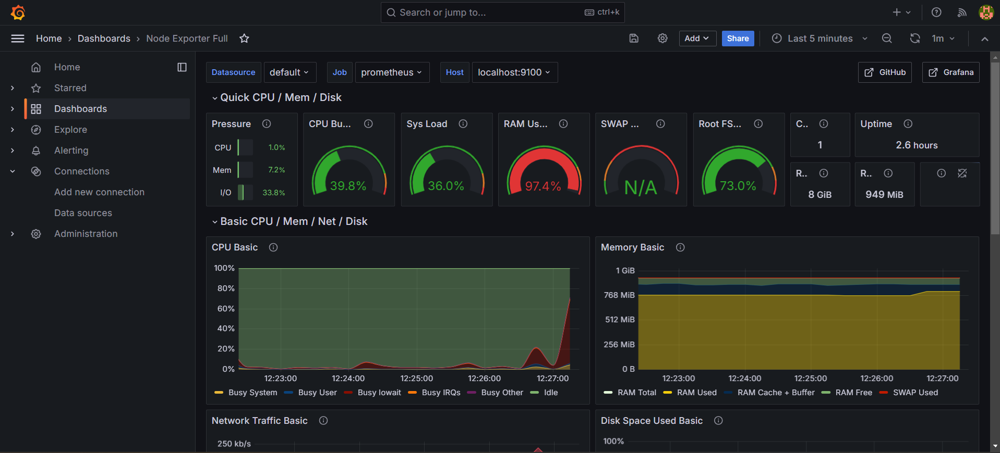 Search or jump to... ctrl+k
Home › Dashboards › Node Exporter Full
Add Share Last 5 minutes 1m
Home
Starred
Dashboards
Explore
Alerting
Connections
Add new connection
Data sources
Administration
Datasource default Job prometheus Host localhost:9100 GitHub Grafana
Quick CPU / Mem / Disk
Pressure
CPU 1.0%
Mem 7.2%
I/O 33.8%
CPU Bu...
39.8%
Sys Load
36.0%
RAM Us...
97.4%
SWAP ...
N/A
Root FS...
73.0%
C..
1
Uptime
2.6 hours
R..
8 GiB
R..
949 MiB
Basic CPU / Mem / Net / Disk
CPU Basic
100%
80%
60%
40%
20%
0%
12:23:00 12:24:00 12:25:00 12:26:00 12:27:00
Busy System Busy User Busy Iowait Busy IRQs Busy Other Idle
Memory Basic
1 GiB
768 MiB
512 MiB
256 MiB
0 B
12:23:00 12:24:00 12:25:00 12:26:00 12:27:00
RAM Total RAM Used RAM Cache + Buffer RAM Free SWAP Used
Network Traffic Basic
250 kb/s
Disk Space Used Basic
100%